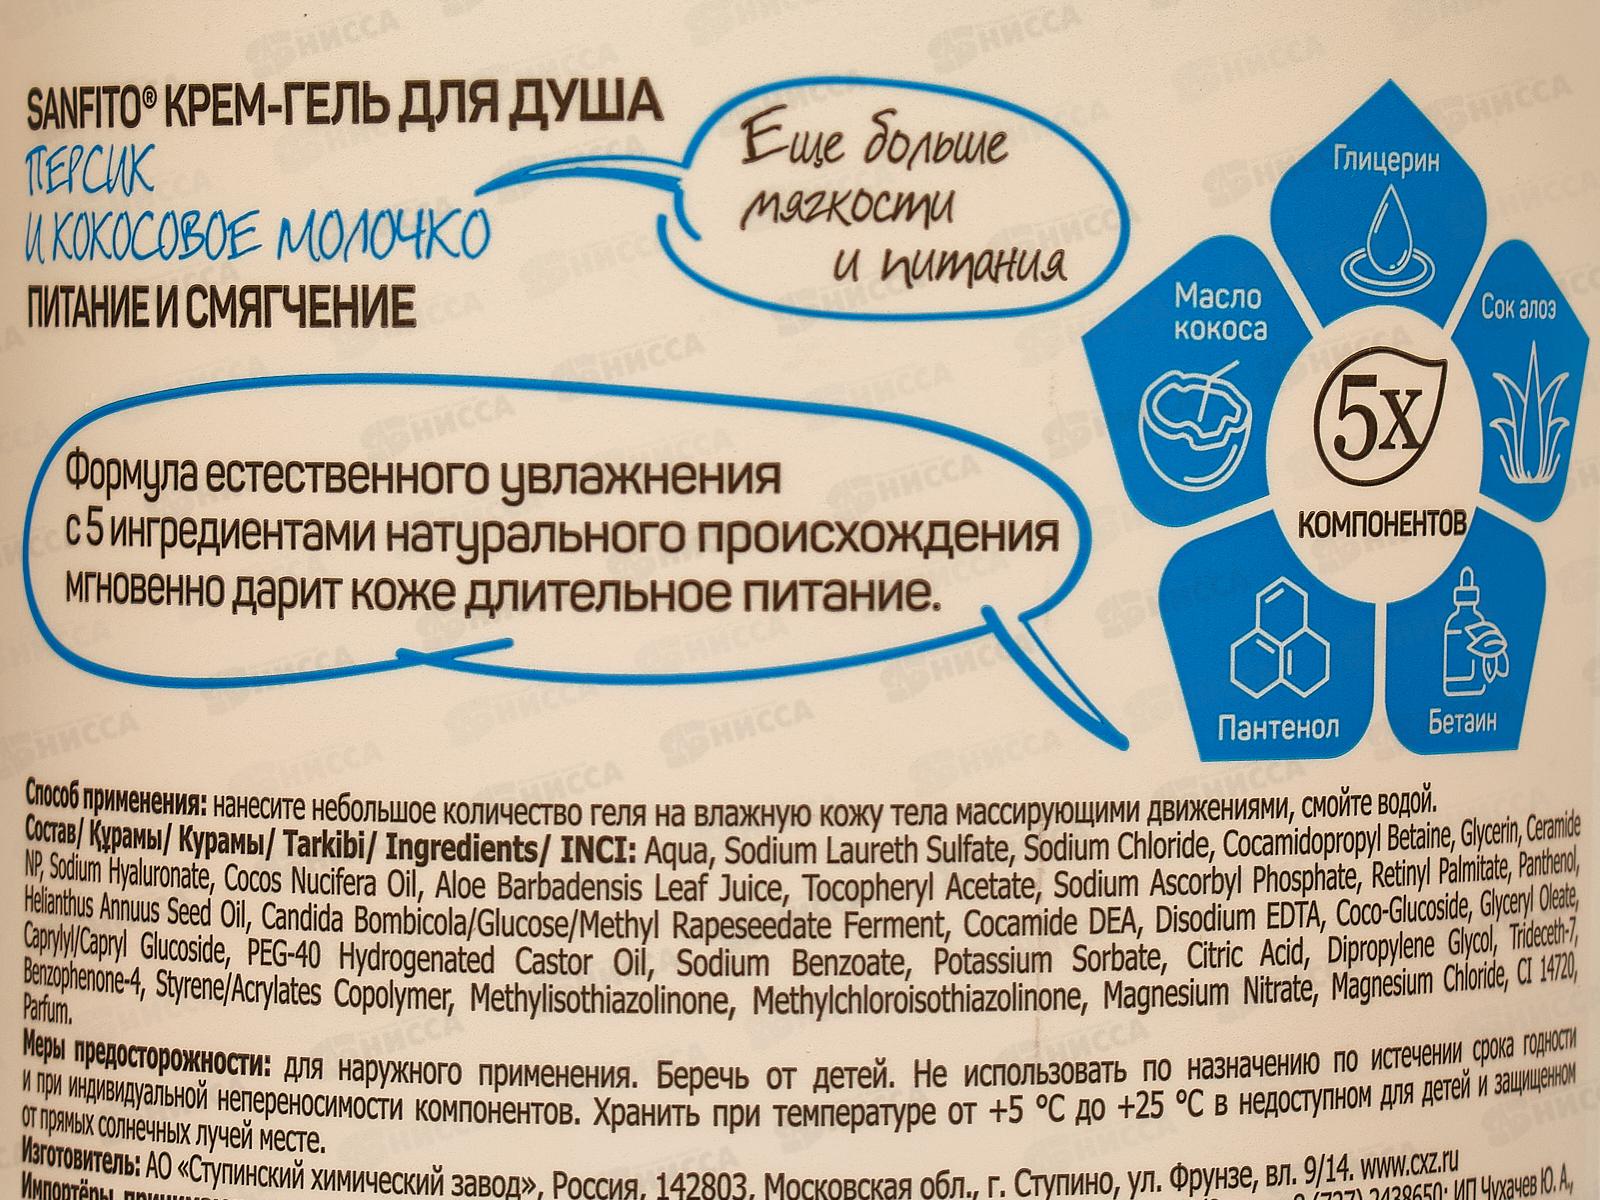 SANFITO® КРЕМ-ГЕЛЬ ДЛЯ ДУША
ПЕРСИК
И КОКОСОВОЕ МОЛОЧКО
ПИТАНИЕ И СМЯГЧЕНИЕ
Еще больше
мягкости
и питания
Глицерин
Масло
кокоса
Сок алоэ
5x
КОМПОНЕНТОВ
Пантенол
Бетаин
Формула естественного увлажнения
с 5 ингредиентами натурального происхождения
мгновенно дарит коже длительное питание.
Способ применения: нанесите небольшое количество геля на влажную кожу тела массирующими движениями, смойте водой.
Состав/ Құрамы/ Курамы/ Tarkibi/ Ingredients/ INCI: Aqua, Sodium Laureth Sulfate, Sodium Chloride, Cocamidopropyl Betaine, Glycerin, Ceramide
NP, Sodium Hyaluronate, Cocos Nucifera Oil, Aloe Barbadensis Leaf Juice, Tocopheryl Acetate, Sodium Ascorbyl Phosphate, Retinyl Palmitate, Panthenol,
Helianthus Annuus Seed Oil, Candida Bombicola/Glucose/Methyl Rapeseedate Ferment, Cocamide DEA, Disodium EDTA, Coco-Glucoside, Glyceryl Oleate,
Caprylyl/Capryl Glucoside, PEG-40 Hydrogenated Castor Oil, Sodium Benzoate, Potassium Sorbate, Citric Acid, Dipropylene Glycol, Trideceth-7,
Benzophenone-4, Styrene/Acrylates Copolymer, Methylisothiazolinone, Methylchloroisothiazolinone, Magnesium Nitrate, Magnesium Chloride, CI 14720,
Parfum.
Меры предосторожности: для наружного применения. Беречь от детей. Не использовать по назначению по истечении срока годности
и при индивидуальной непереносимости компонентов. Хранить при температуре от +5 °C до +25 °C в недоступном для детей и защищенном
от прямых солнечных лучей месте.
Изготовитель: АО «Ступинский химический завод», Россия, 142803, Московская обл., г. Ступино, ул. Фрунзе, вл. 9/14. www.cxz.ru
ИП Чухачев Ю. А.,